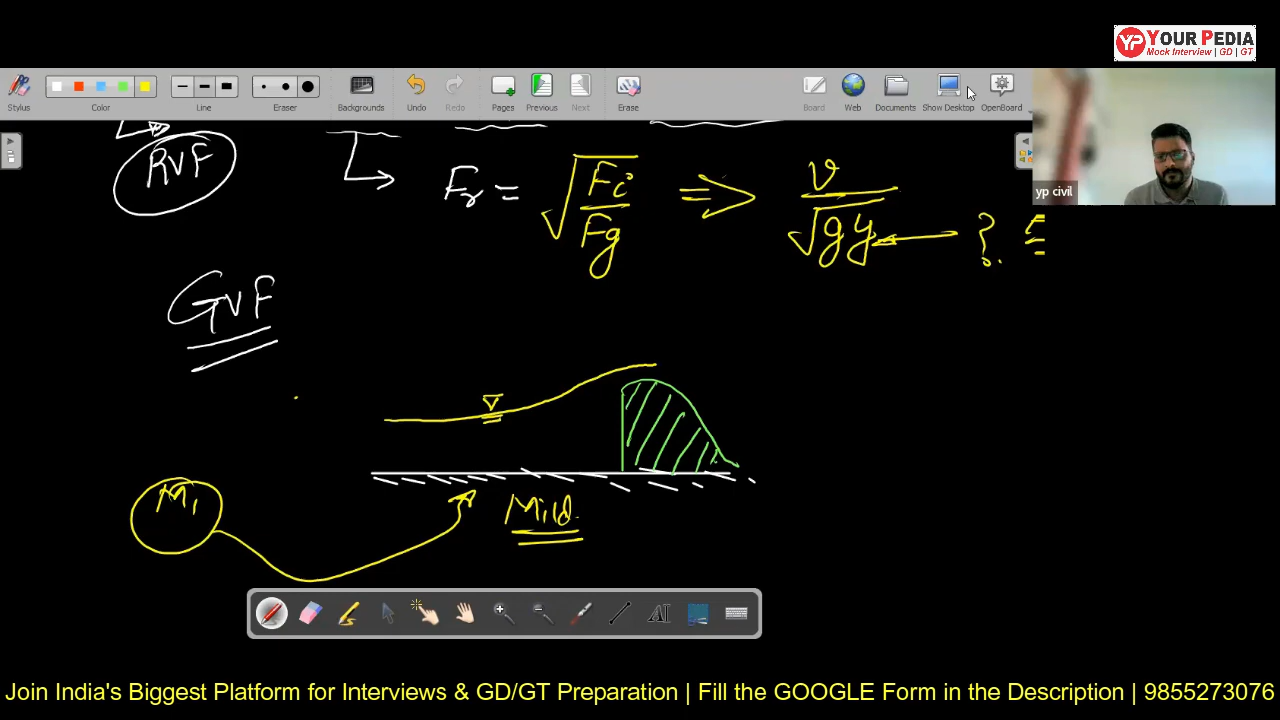 YP YOUR PEDIA
Mock Interview | GD | GT
Stylus
Color
Line
Eraser
Backgrounds
Undo
Redo
Pages
Previous
Next
Erase
Board
Web
Documents
Show Desktop
OpenBoard
yp civil
RVF
Fr = √Fi/Fg ⇒ v/√gy ← ?
GVF
M1
Mild
Join India's Biggest Platform for Interviews & GD/GT Preparation | Fill the GOOGLE Form in the Description | 9855273076